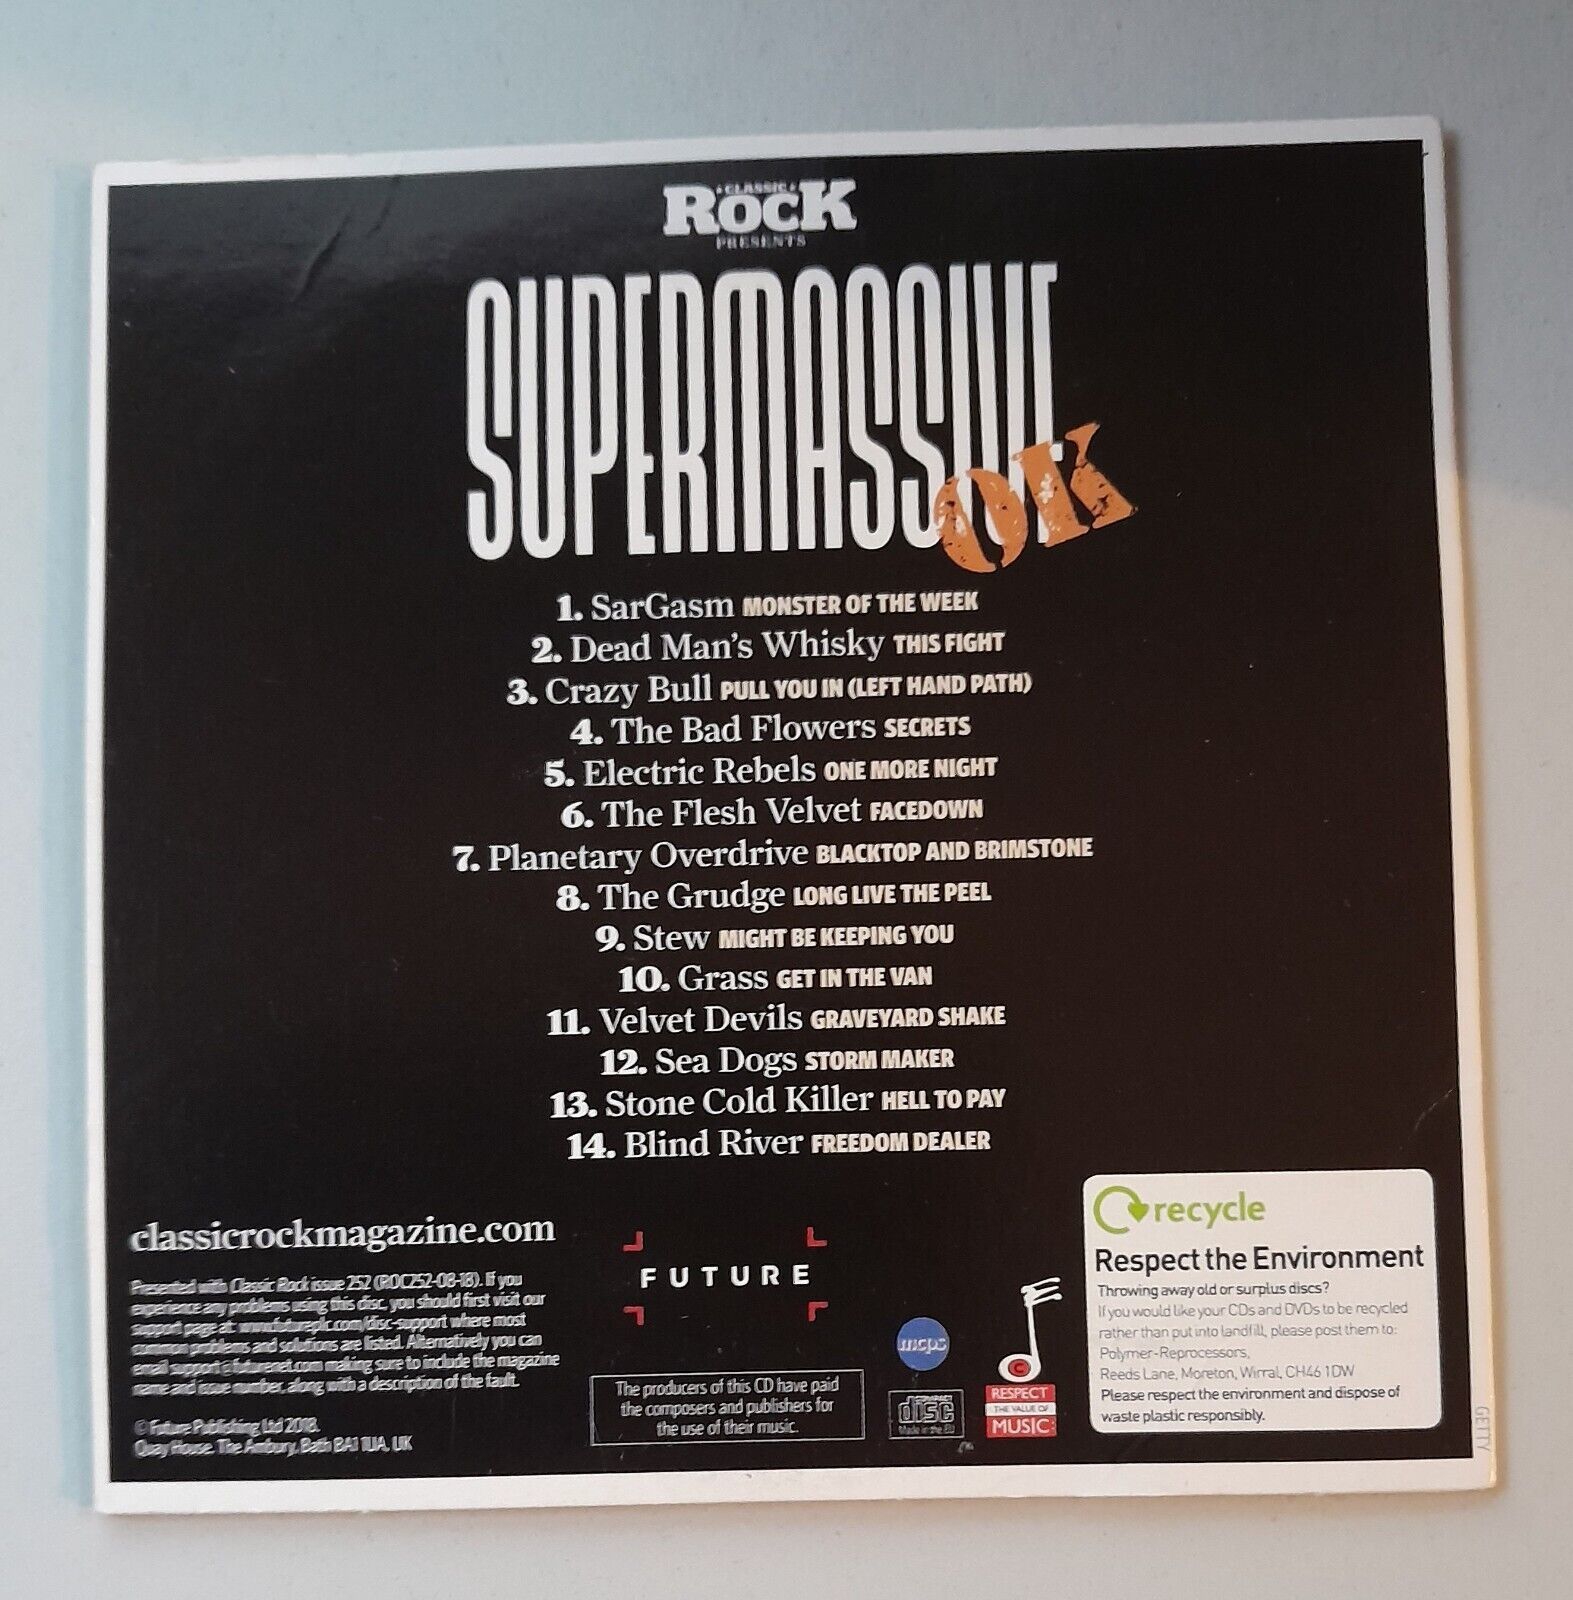 CLASSIC
ROCK
PRESENTS
SUPERMASSIVE
OK
1. SarGasm MONSTER OF THE WEEK
2. Dead Man's Whisky THIS FIGHT
3. Crazy Bull PULL YOU IN (LEFT HAND PATH)
4. The Bad Flowers SECRETS
5. Electric Rebels ONE MORE NIGHT
6. The Flesh Velvet FACEDOWN
7. Planetary Overdrive BLACKTOP AND BRIMSTONE
8. The Grudge LONG LIVE THE PEEL
9. Stew MIGHT BE KEEPING YOU
10. Grass GET IN THE VAN
11. Velvet Devils GRAVEYARD SHAKE
12. Sea Dogs STORM MAKER
13. Stone Cold Killer HELL TO PAY
14. Blind River FREEDOM DEALER
classicrockmagazine.com
Presented with Classic Rock issue 252 (ROC252-08-18). If you
experience any problems using this disc, you should first visit our
support page at: www.futureplc.com/disc-support where most
common problems and solutions are listed. Alternatively you can
email support@futurenet.com making sure to include the magazine
name and issue number, along with a description of the fault.
© Future Publishing Ltd 2018.
Quay House, The Ambury, Bath BA1 1UA, UK
FUTURE
The producers of this CD have paid
the composers and publishers for
the use of their music.
mcps
COMPACT
disc
Made in the EU
C
RESPECT
THE VALUE OF
MUSIC
recycle
Respect the Environment
Throwing away old or surplus discs?
If you would like your CDs and DVDs to be recycled
rather than put into landfill, please post them to:
Polymer-Reprocessors,
Reeds Lane, Moreton, Wirral, CH46 1DW
Please respect the environment and dispose of
waste plastic responsibly.
GETTY